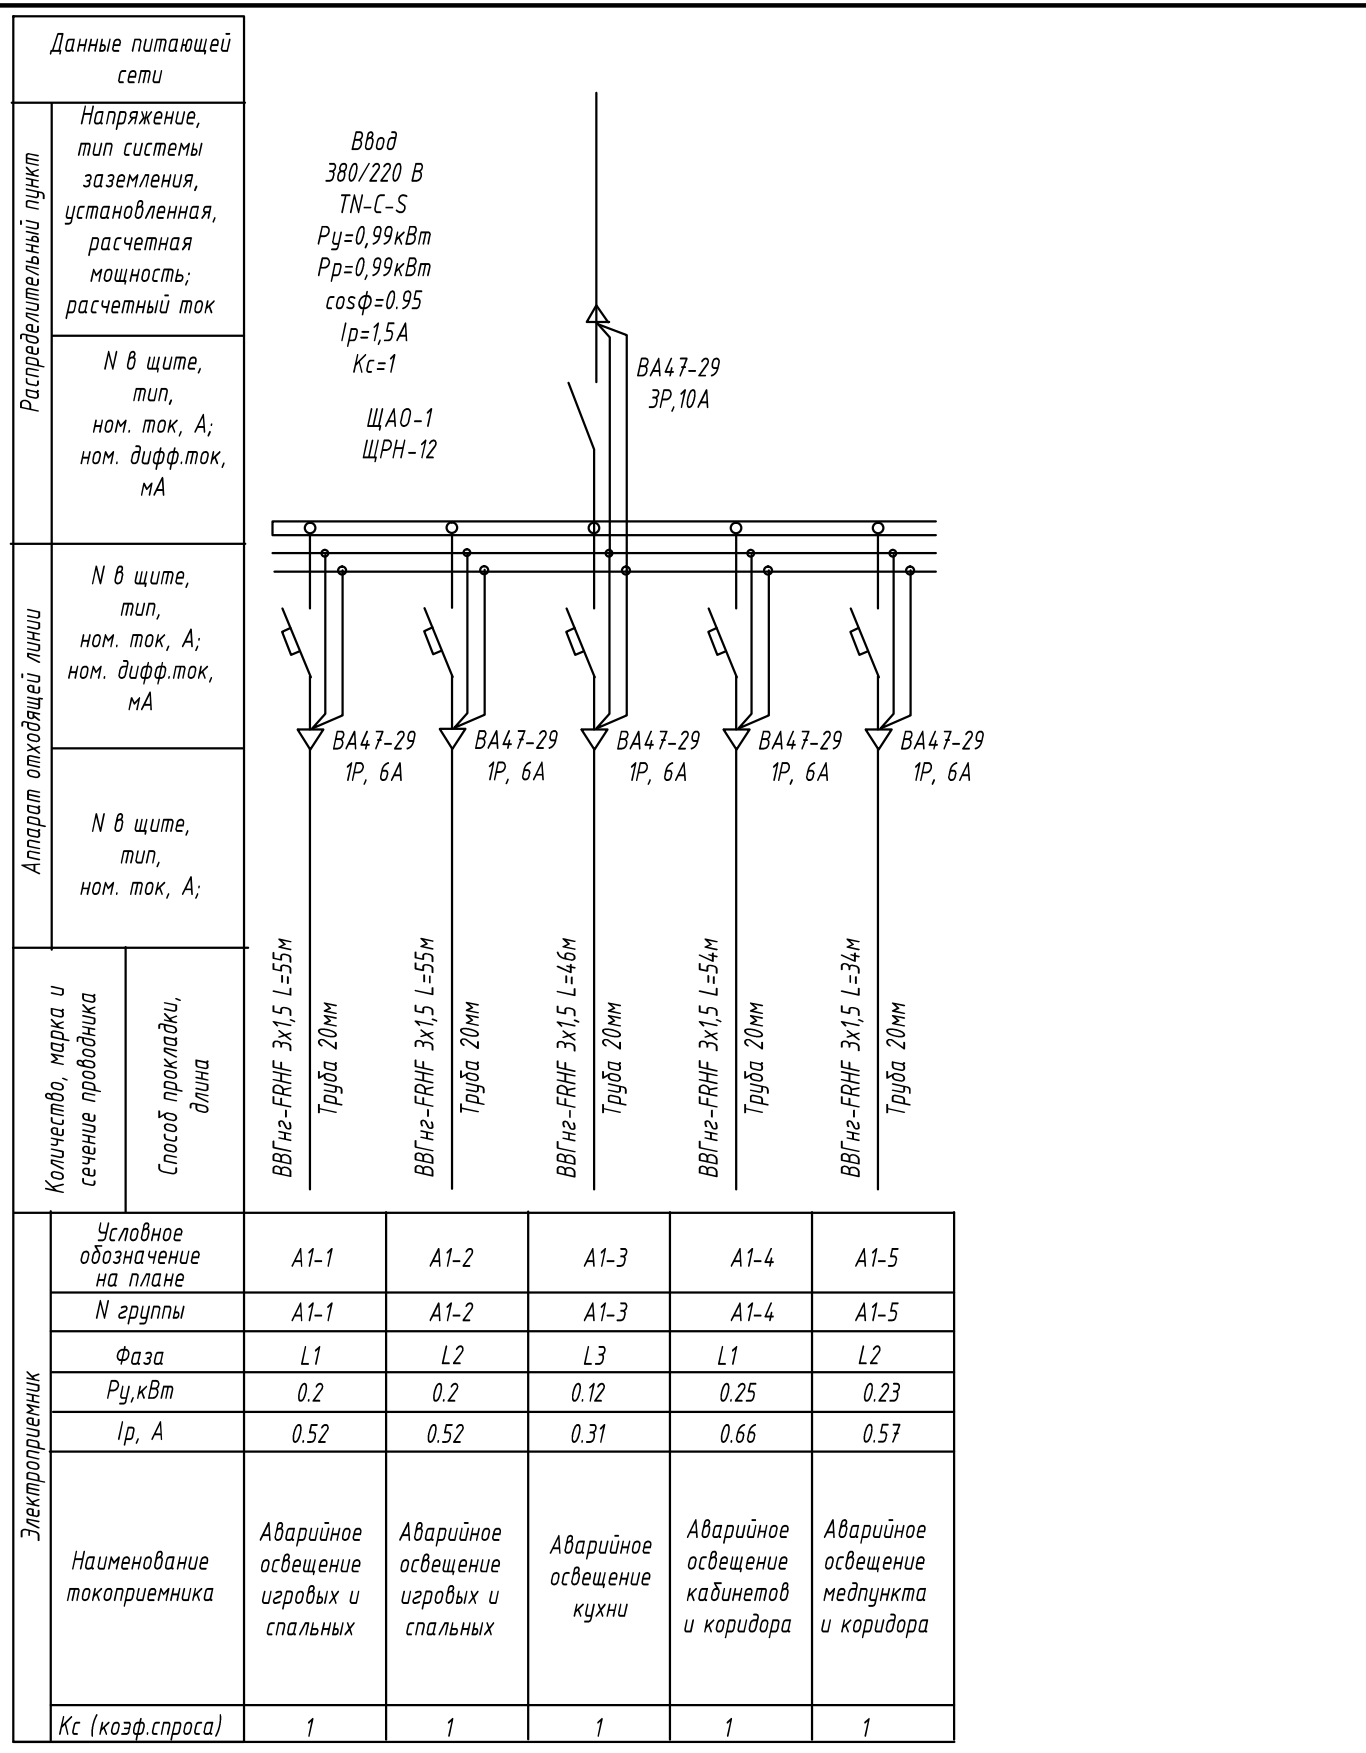 Данные питающей
сети
Распределительный пункт
Напряжение,
тип системы
заземления,
установленная,
расчетная
мощность;
расчетный ток
N в щите,
тип,
ном. ток, А;
ном. дифф.ток,
мА
Ввод
380/220 В
TN-C-S
Ру=0,99кВт
Рр=0,99кВт
cosф=0.95
Iр=1,5А
Кс=1
ЩАО-1
ЩРН-12
ВА47-29
3Р,10А
Аппарат отходящей линии
N в щите,
тип,
ном. ток, А;
ном. дифф.ток,
мА
N в щите,
тип,
ном. ток, А;
ВА47-29
1Р, 6А
ВА47-29
1Р, 6А
ВА47-29
1Р, 6А
ВА47-29
1Р, 6А
ВА47-29
1Р, 6А
Количество, марка и
сечение проводника
Способ прокладки,
длина
ВВГнг-FRHF 3х1,5 L=55м
Труба 20мм
ВВГнг-FRHF 3х1,5 L=55м
Труба 20мм
ВВГнг-FRHF 3х1,5 L=46м
Труба 20мм
ВВГнг-FRHF 3х1,5 L=54м
Труба 20мм
ВВГнг-FRHF 3х1,5 L=34м
Труба 20мм
Электроприемник
Условное
обозначение
на плане
А1-1 А1-2 А1-3 А1-4 А1-5
N группы А1-1 А1-2 А1-3 А1-4 А1-5
Фаза L1 L2 L3 L1 L2
Ру,кВт 0.2 0.2 0.12 0.25 0.23
Iр, А 0.52 0.52 0.31 0.66 0.57
Наименование
токоприемника
Аварийное
освещение
игровых и
спальных
Аварийное
освещение
игровых и
спальных
Аварийное
освещение
кухни
Аварийное
освещение
кабинетов
и коридора
Аварийное
освещение
медпункта
и коридора
Кс (коэф.спроса) 1 1 1 1 1